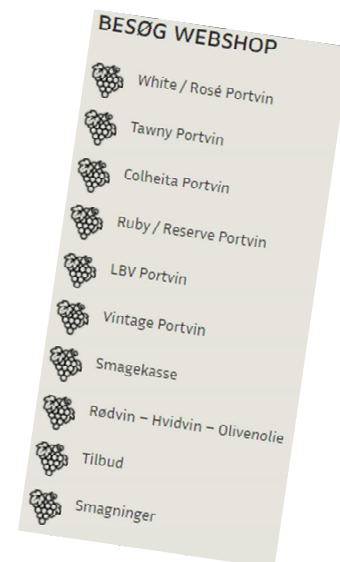 BESØG WEBSHOP
White / Rosé Portvin
Tawny Portvin
Colheita Portvin
Ruby / Reserve Portvin
LBV Portvin
Vintage Portvin
Smagekasse
Rødvin – Hvidvin – Olivenolie
Tilbud
Smagninger